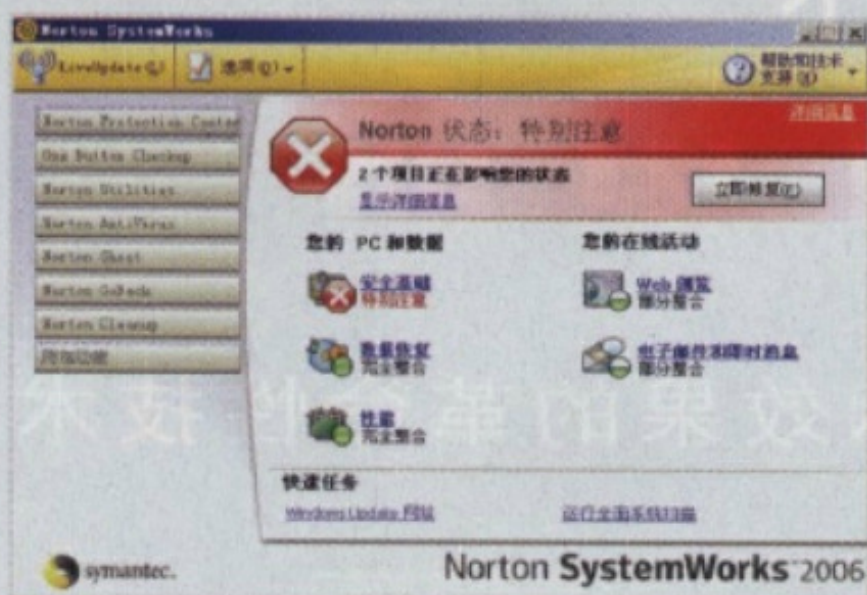 Norton SystemWorks
LiveUpdate(L) 选项(O)
帮助和技术
支持(X)
Norton Protection Center
One Button Checkup
Norton Utilities
Norton AntiVirus
Norton Ghost
Norton GoBack
Norton Cleanup
附加功能
详细信息
Norton 状态: 特别注意
2 个项目正在影响您的状态
显示详细信息
立即修复(F)
您的 PC 和数据
安全基础
特别注意
数据恢复
完全整合
性能
完全整合
您的在线活动
Web 浏览
部分整合
电子邮件和即时消息
部分整合
快速任务
Windows Update 网站
运行全面系统扫描
symantec.
Norton SystemWorks 2006